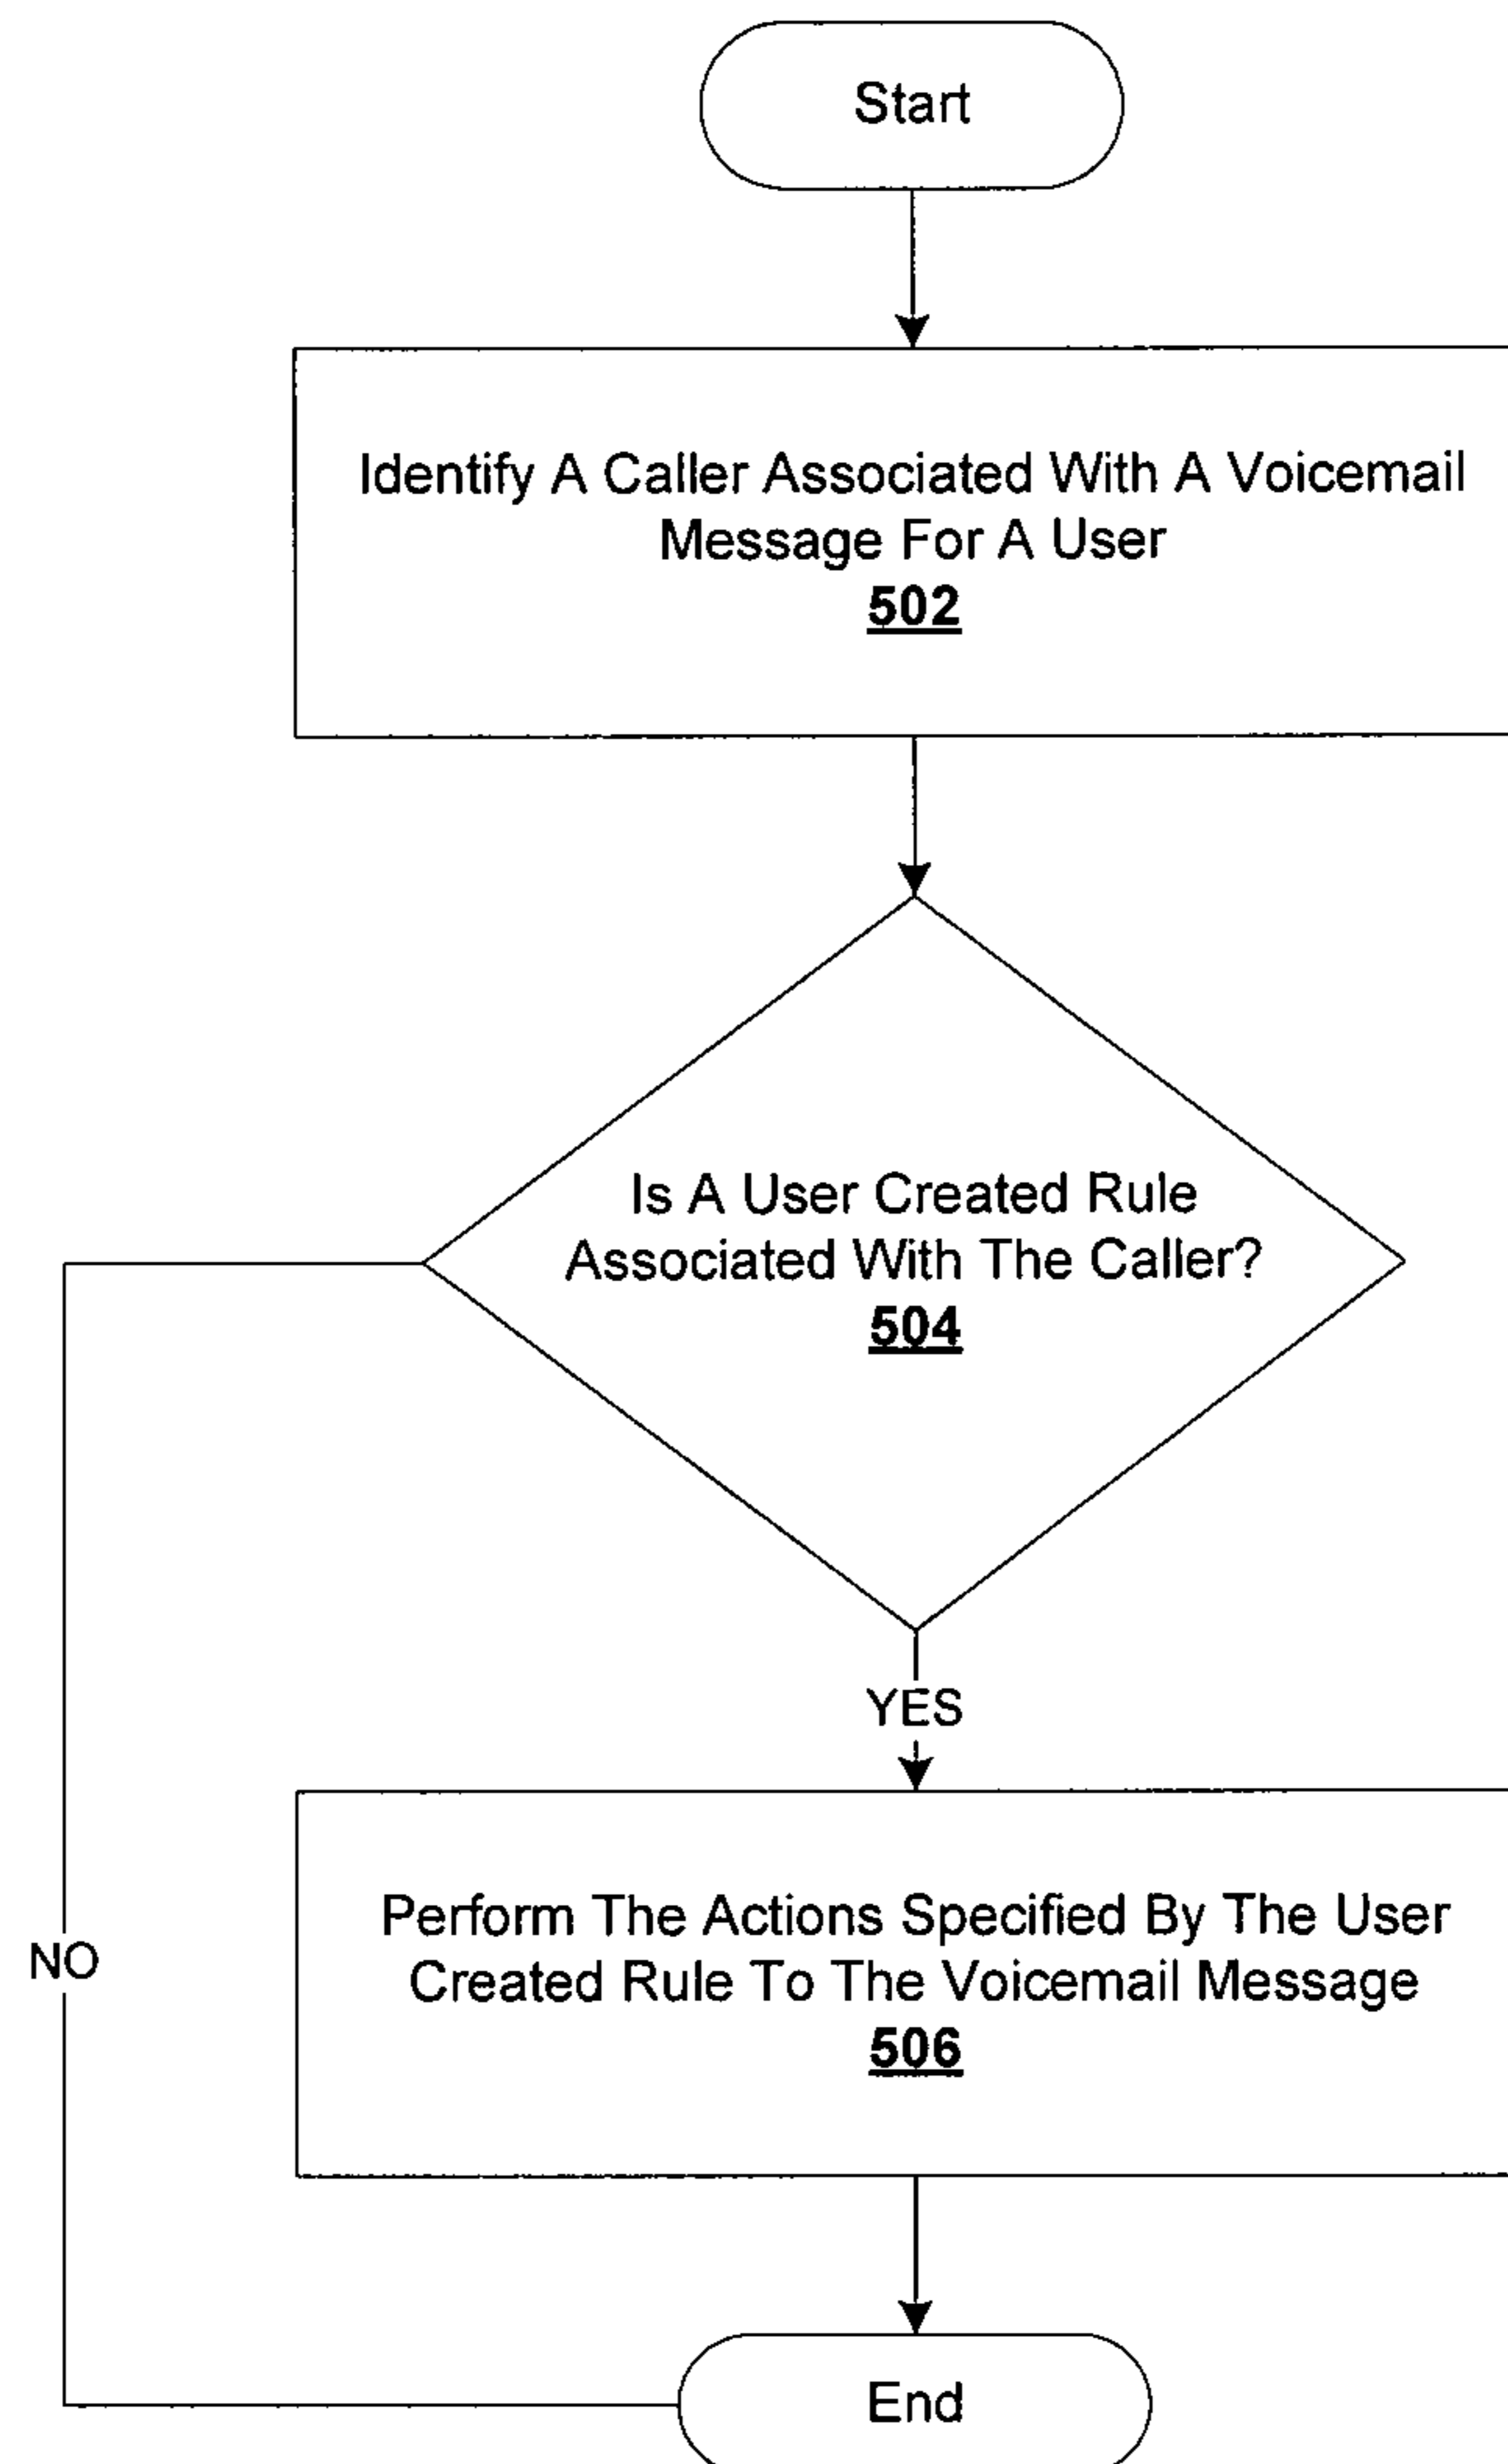 Start
Identify A Caller Associated With A Voicemail
Message For A User
502
Is A User Created Rule
Associated With The Caller?
504
YES
Perform The Actions Specified By The User
Created Rule To The Voicemail Message
506
NO
End